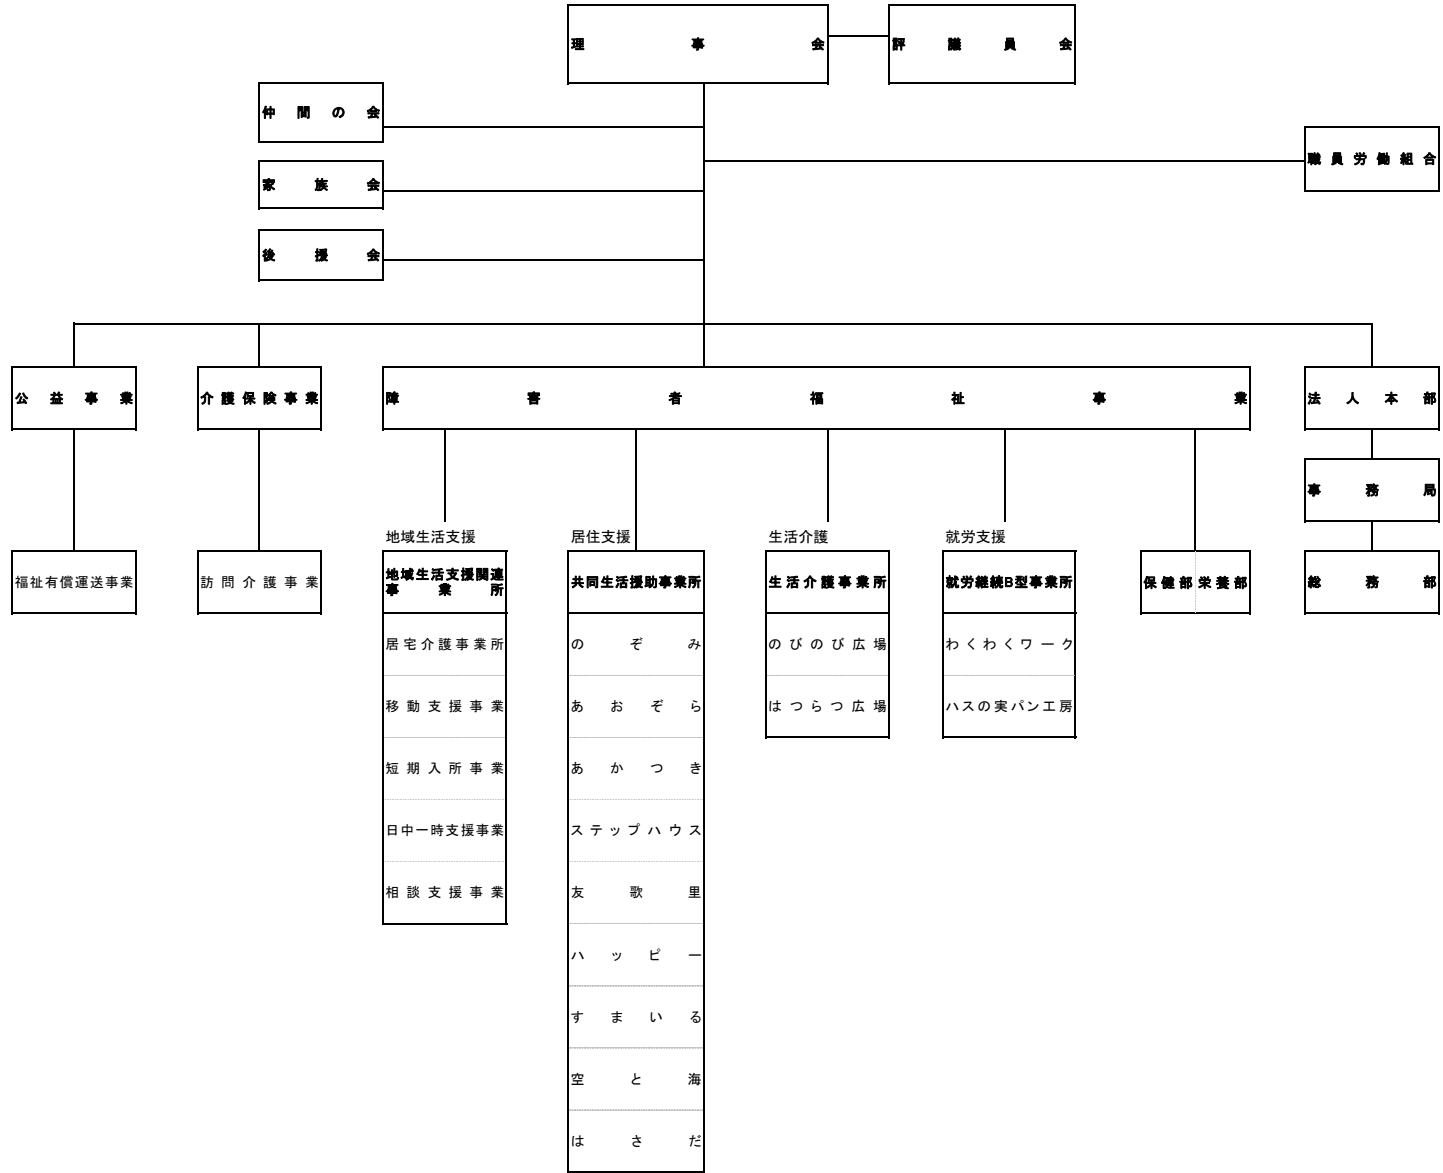 理事会
評議員会
仲間の会
職員労働組合
家族会
後援会
公益事業
介護保険事業
障害者福祉事業
法人本部
事務局
地域生活支援
居住支援
生活介護
就労支援
福祉有償運送事業
訪問介護事業
地域生活支援関連
事業所
共同生活援助事業所
生活介護事業所
就労継続B型事業所
保健部
栄養部
総務部
居宅介護事業所
移動支援事業
短期入所事業
日中一時支援事業
相談支援事業
のぞみ
あおぞら
あかつき
ステップハウス
友歌里
ハッピー
すまいる
空と海
はさだ
のびのび広場
はつらつ広場
わくわくワーク
ハスの実パン工房